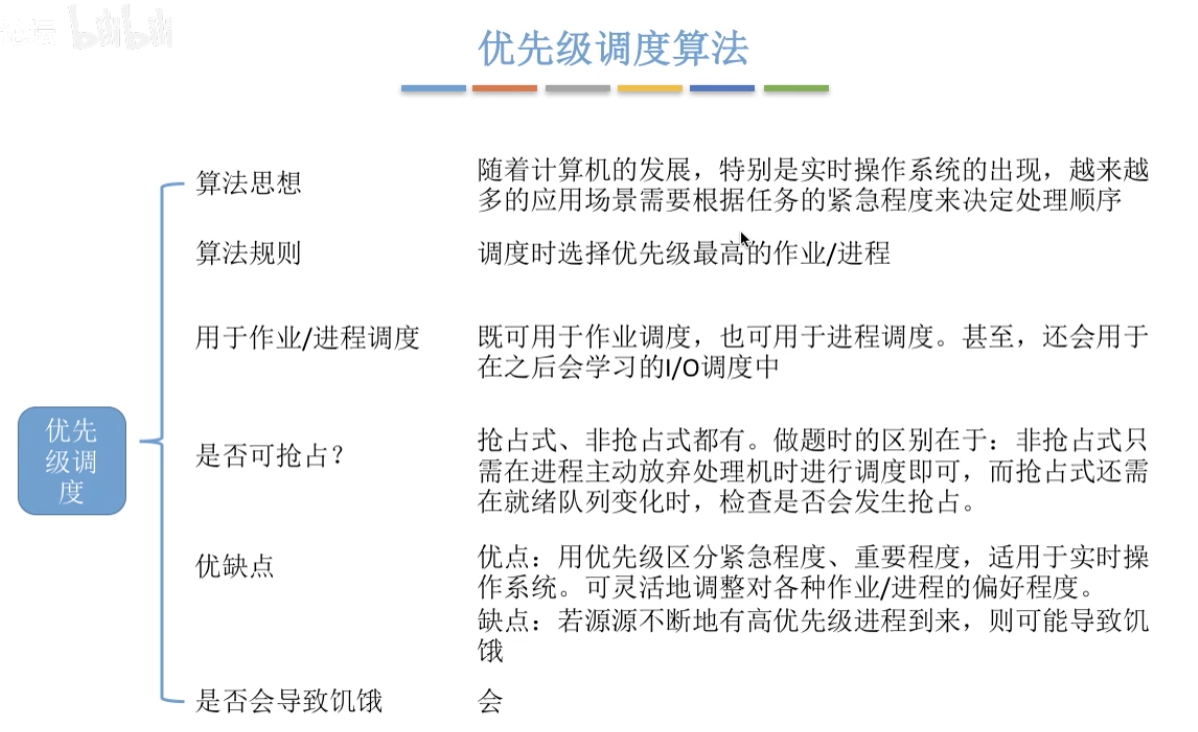 bilibili
优先级调度算法
算法思想
随着计算机的发展，特别是实时操作系统的出现，越来越
多的应用场景需要根据任务的紧急程度来决定处理顺序
算法规则
调度时选择优先级最高的作业/进程
用于作业/进程调度
既可用于作业调度，也可用于进程调度。甚至，还会用于
在之后会学习的I/O调度中
优先
级调
度
是否可抢占？
抢占式、非抢占式都有。做题时的区别在于：非抢占式只
需在进程主动放弃处理机时进行调度即可，而抢占式还需
在就绪队列变化时，检查是否会发生抢占。
优缺点
优点：用优先级区分紧急程度、重要程度，适用于实时操
作系统。可灵活地调整对各种作业/进程的偏好程度。
缺点：若源源不断地有高优先级进程到来，则可能导致饥
饿
是否会导致饥饿
会